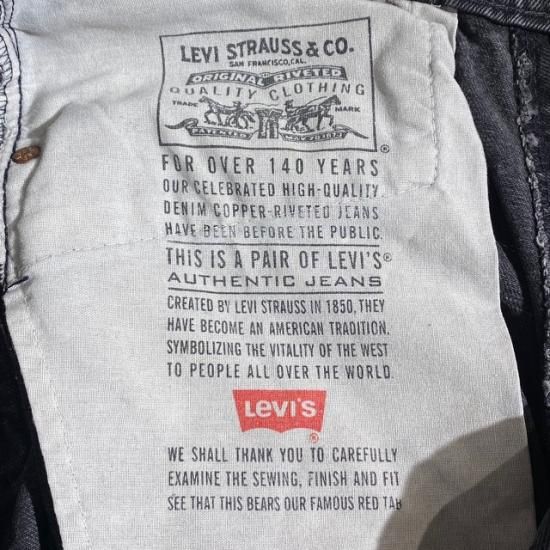 LEVI STRAUSS & CO.
SAN FRANCISCO, CAL.
ORIGINAL RIVETED
QUALITY CLOTHING
TRADE MARK
PATENTED MAY 20 1873
®
FOR OVER 140 YEARS
OUR CELEBRATED HIGH-QUALITY
DENIM COPPER-RIVETED JEANS
HAVE BEEN BEFORE THE PUBLIC.
THIS IS A PAIR OF LEVI'S®
AUTHENTIC JEANS
CREATED BY LEVI STRAUSS IN 1850, THEY
HAVE BECOME AN AMERICAN TRADITION.
SYMBOLIZING THE VITALITY OF THE WEST
TO PEOPLE ALL OVER THE WORLD.
LEVI'S
®
WE SHALL THANK YOU TO CAREFULLY
EXAMINE THE SEWING, FINISH AND FIT
SEE THAT THIS BEARS OUR FAMOUS RED TAB